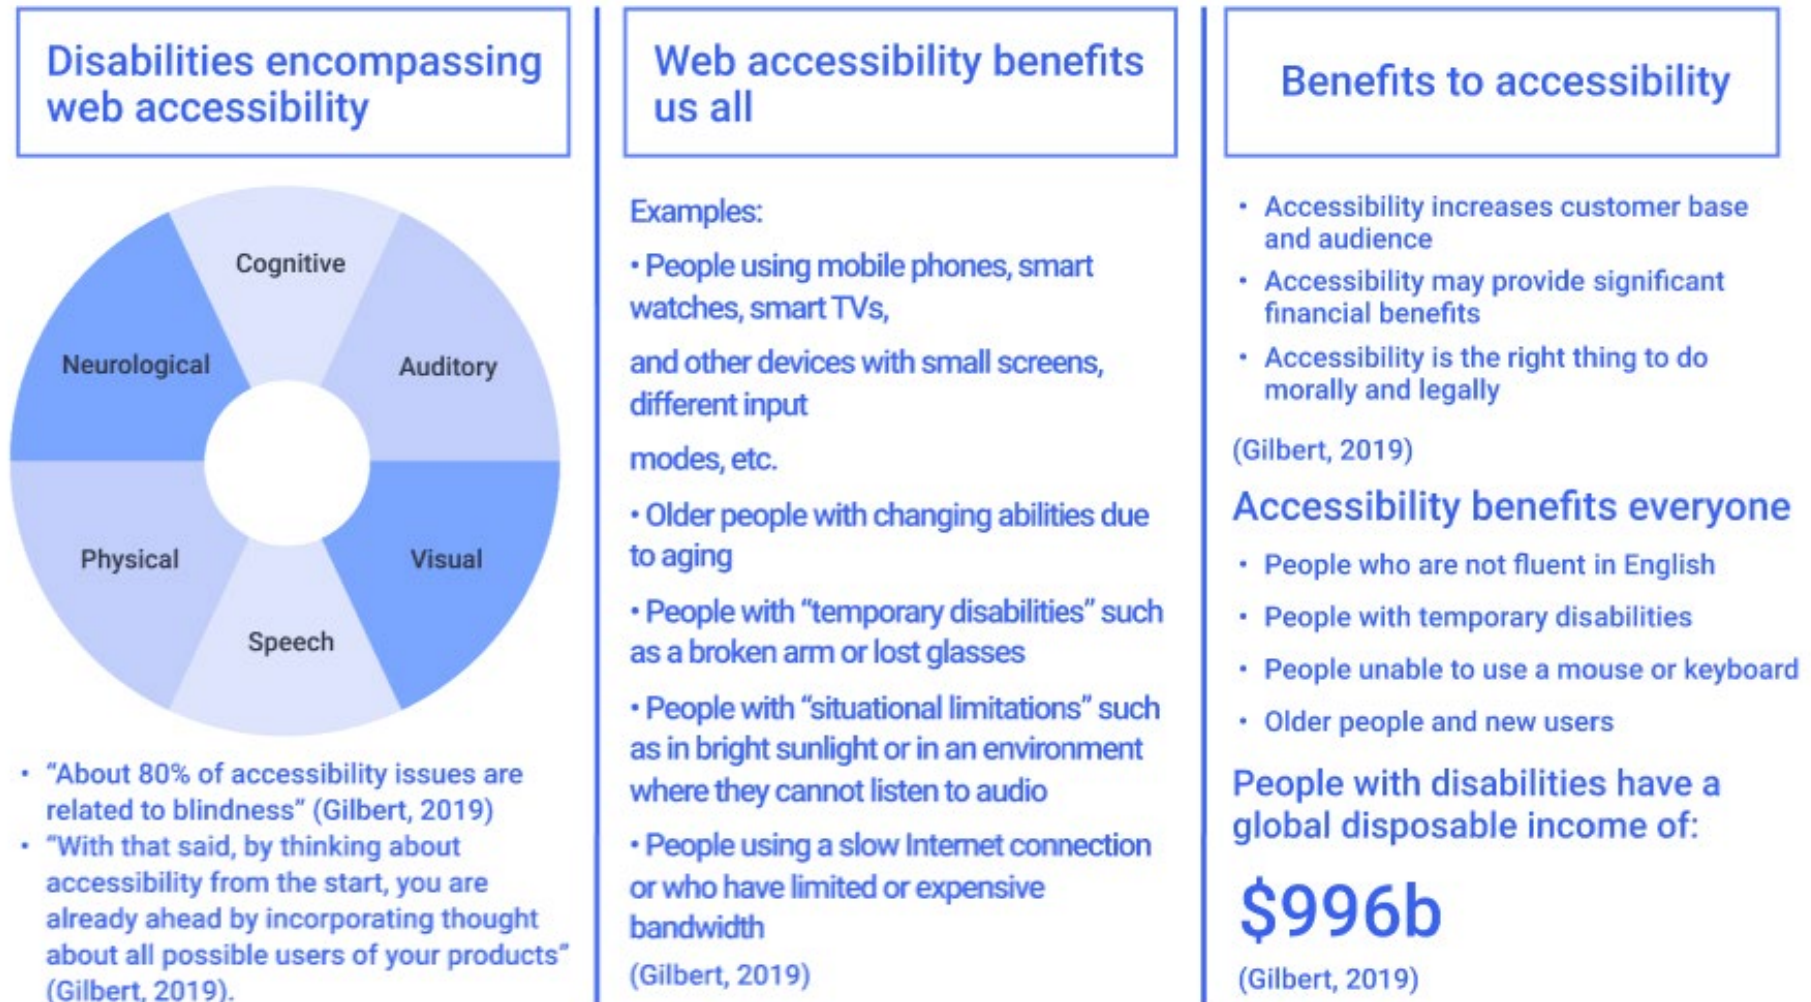 Disabilities encompassing
web accessibility
Cognitive
Neurological
Auditory
Physical
Visual
Speech
• “About 80% of accessibility issues are
related to blindness” (Gilbert, 2019)
• “With that said, by thinking about
accessibility from the start, you are
already ahead by incorporating thought
about all possible users of your products”
(Gilbert, 2019).
Web accessibility benefits
us all
Examples:
• People using mobile phones, smart
watches, smart TVs,
and other devices with small screens,
different input
modes, etc.
• Older people with changing abilities due
to aging
• People with “temporary disabilities” such
as a broken arm or lost glasses
• People with “situational limitations” such
as in bright sunlight or in an environment
where they cannot listen to audio
• People using a slow Internet connection
or who have limited or expensive
bandwidth
(Gilbert, 2019)
Benefits to accessibility
• Accessibility increases customer base
and audience
• Accessibility may provide significant
financial benefits
• Accessibility is the right thing to do
morally and legally
(Gilbert, 2019)
Accessibility benefits everyone
• People who are not fluent in English
• People with temporary disabilities
• People unable to use a mouse or keyboard
• Older people and new users
People with disabilities have a
global disposable income of:
$996b
(Gilbert, 2019)